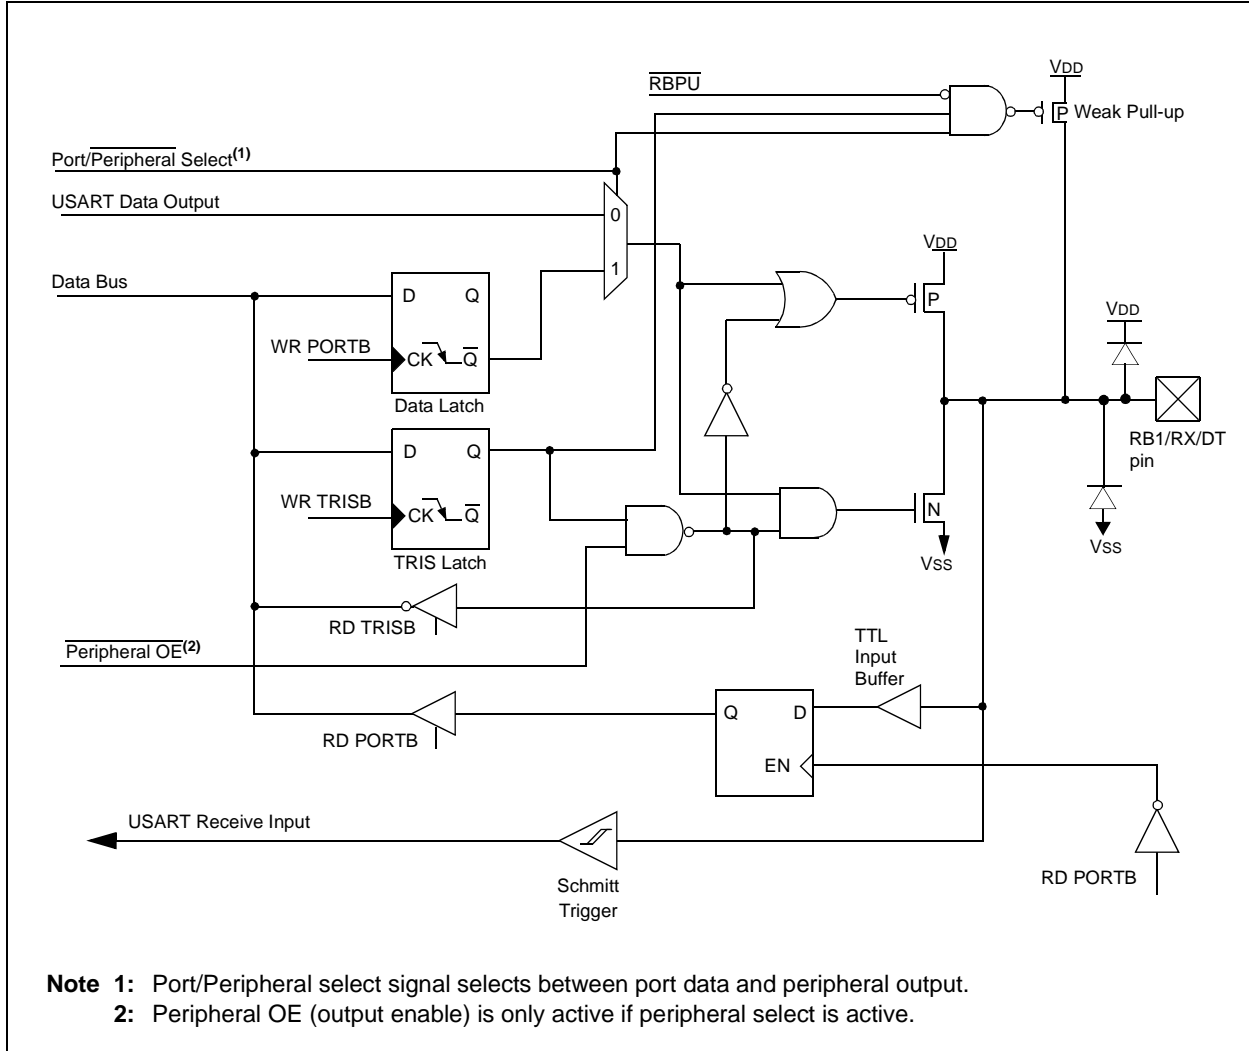 VDD
RBPU
P Weak Pull-up
Port/Peripheral Select(1)
USART Data Output
0
VDD
1
Data Bus
D Q
P
VDD
WR PORTB
CK Q
Data Latch
RB1/RX/DT
pin
D Q
WR TRISB
CK Q
N
TRIS Latch
VSS
VSS
RD TRISB
Peripheral OE(2)
TTL
Input
Buffer
Q D
RD PORTB
EN
USART Receive Input
Schmitt
Trigger
RD PORTB
Note 1: Port/Peripheral select signal selects between port data and peripheral output.
2: Peripheral OE (output enable) is only active if peripheral select is active.